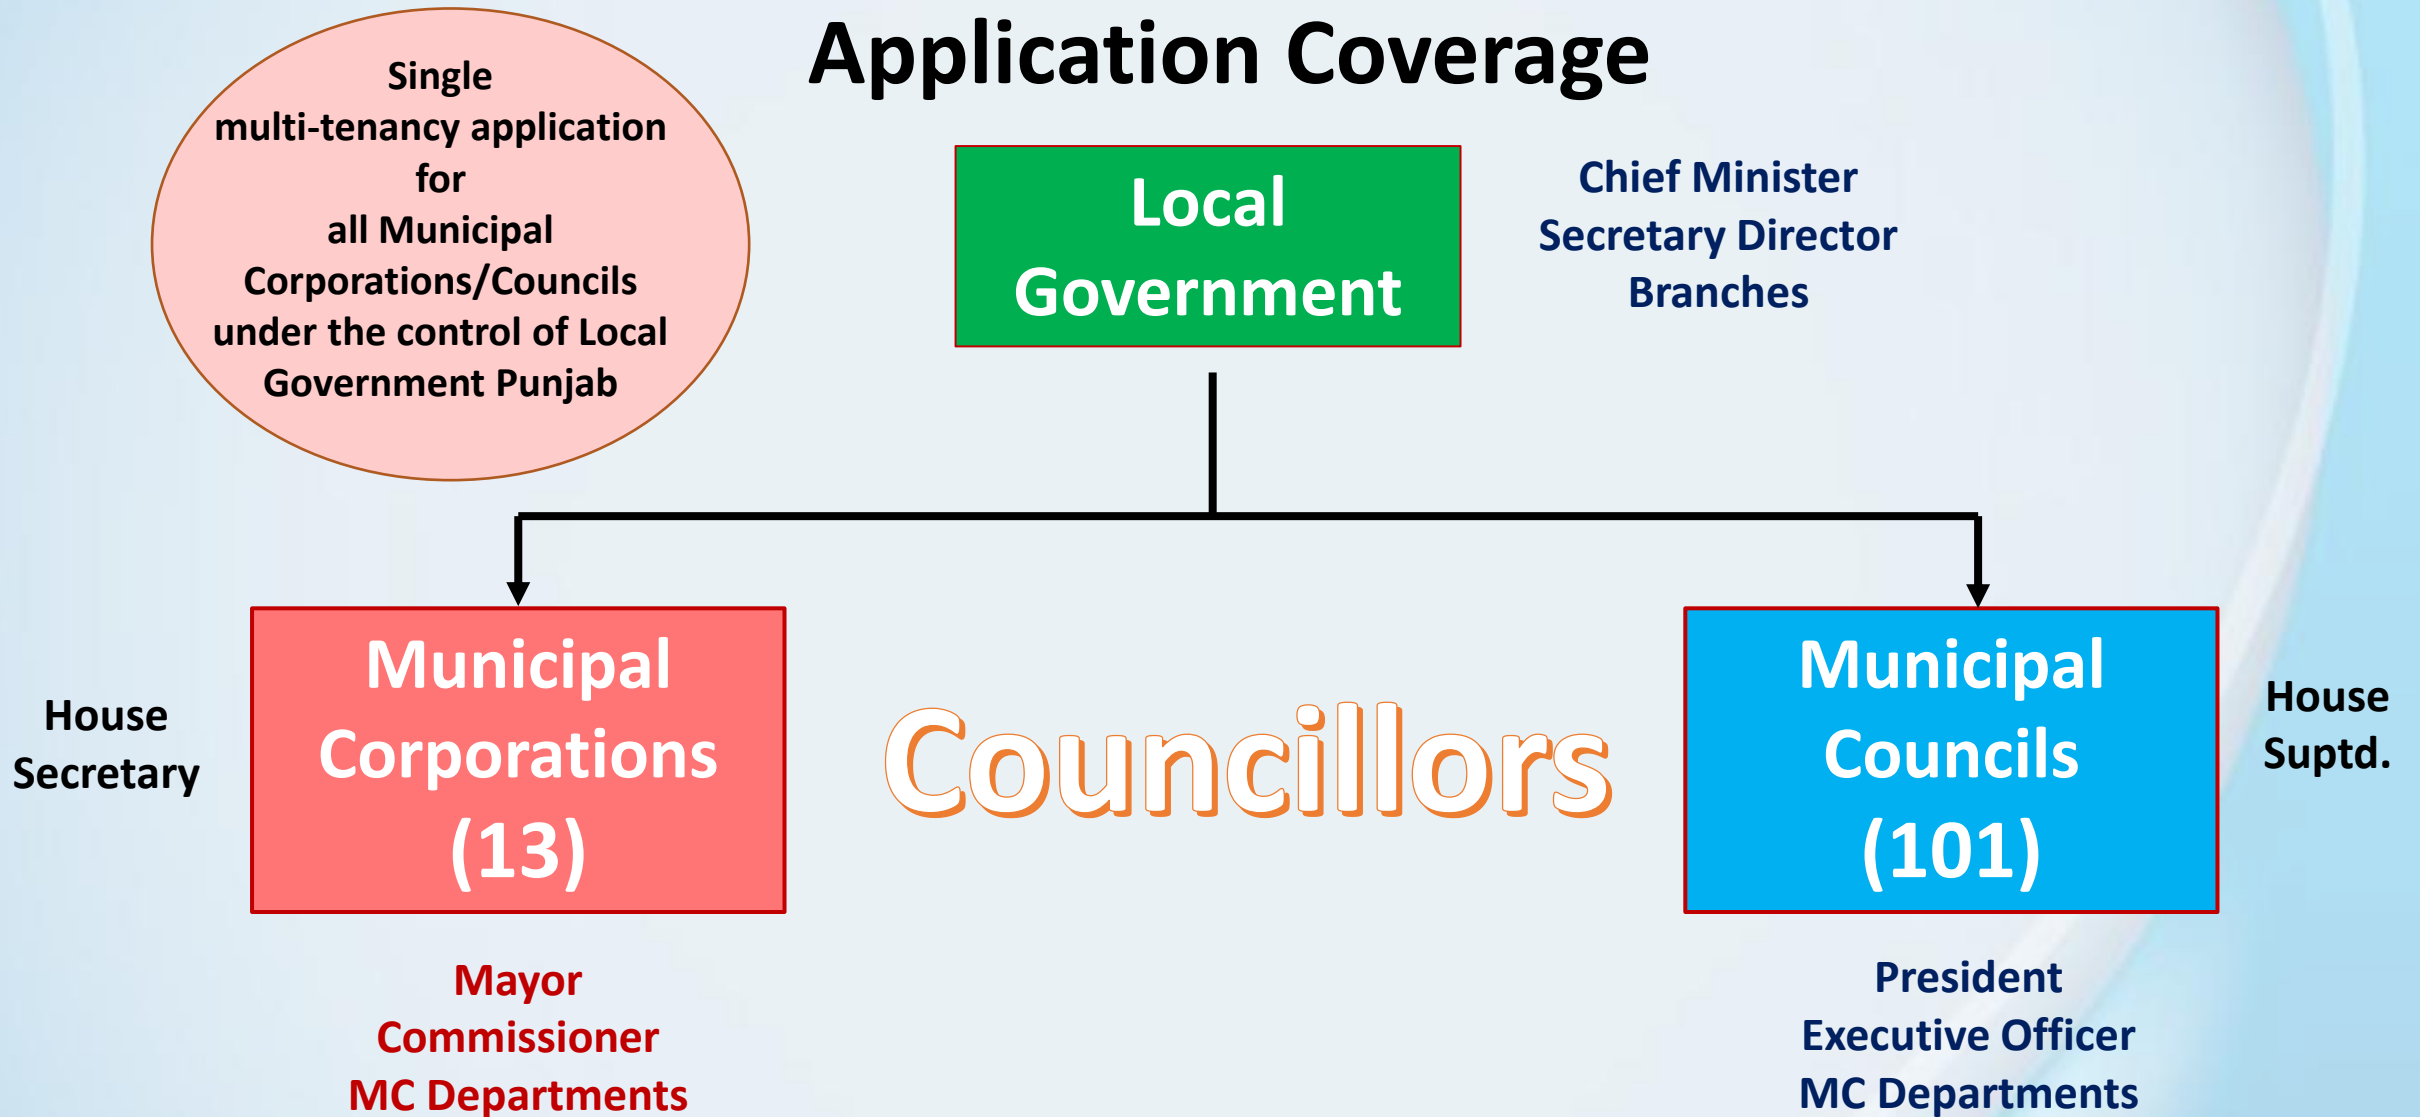 Application Coverage
Single
multi-tenancy application
for
all Municipal
Corporations/Councils
under the control of Local
Government Punjab
Local
Government
Chief Minister
Secretary Director
Branches
House
Secretary
Municipal
Corporations
(13)
Councillors
Municipal
Councils
(101)
House
Suptd.
Mayor
Commissioner
MC Departments
President
Executive Officer
MC Departments